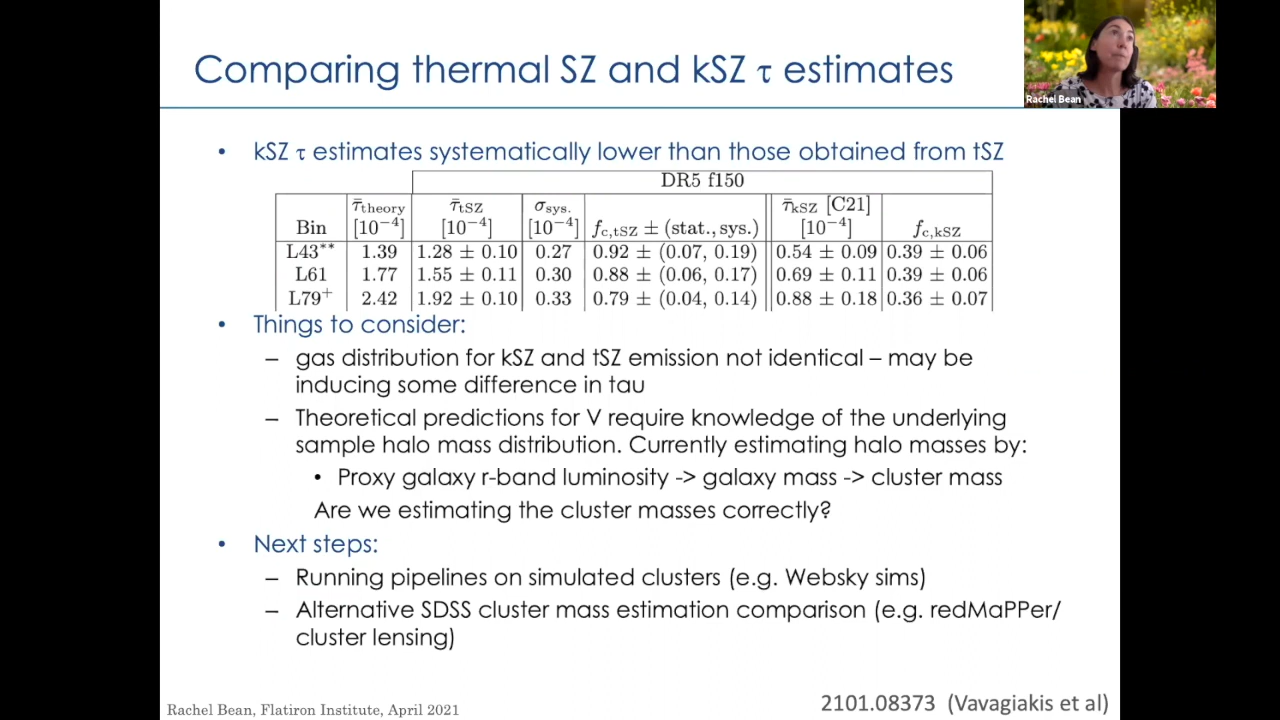 Comparing thermal SZ and kSZ τ estimates
Rachel Bean
• kSZ τ estimates systematically lower than those obtained from tSZ
DR5 f150
τ̄theory τ̄tSZ σsys. τ̄kSZ [C21]
Bin [10⁻⁴] [10⁻⁴] [10⁻⁴] fc,tSZ ± (stat., sys.) [10⁻⁴] fc,kSZ
L43** 1.39 1.28 ± 0.10 0.27 0.92 ± (0.07, 0.19) 0.54 ± 0.09 0.39 ± 0.06
L61 1.77 1.55 ± 0.11 0.30 0.88 ± (0.06, 0.17) 0.69 ± 0.11 0.39 ± 0.06
L79⁺ 2.42 1.92 ± 0.10 0.33 0.79 ± (0.04, 0.14) 0.88 ± 0.18 0.36 ± 0.07
• Things to consider:
– gas distribution for kSZ and tSZ emission not identical – may be
inducing some difference in tau
– Theoretical predictions for V require knowledge of the underlying
sample halo mass distribution. Currently estimating halo masses by:
• Proxy galaxy r-band luminosity -> galaxy mass -> cluster mass
Are we estimating the cluster masses correctly?
• Next steps:
– Running pipelines on simulated clusters (e.g. Websky sims)
– Alternative SDSS cluster mass estimation comparison (e.g. redMaPPer/
cluster lensing)
Rachel Bean, Flatiron Institute, April 2021
2101.08373 (Vavagiakis et al)